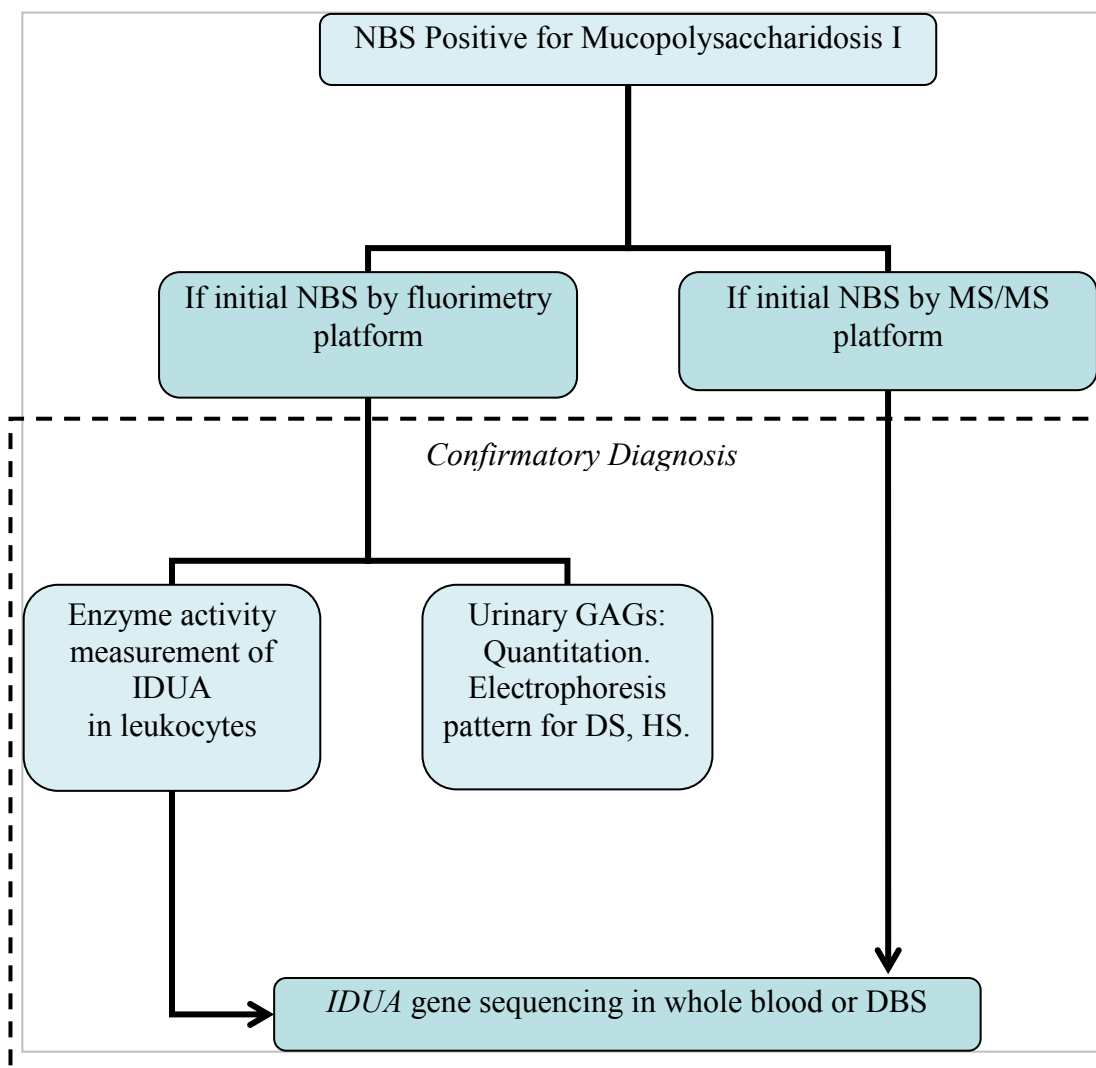 NBS Positive for Mucopolysaccharidosis I
If initial NBS by fluorimetry
platform
If initial NBS by MS/MS
platform
Confirmatory Diagnosis
Enzyme activity
measurement of
IDUA
in leukocytes
Urinary GAGs:
Quantitation.
Electrophoresis
pattern for DS, HS.
IDUA gene sequencing in whole blood or DBS